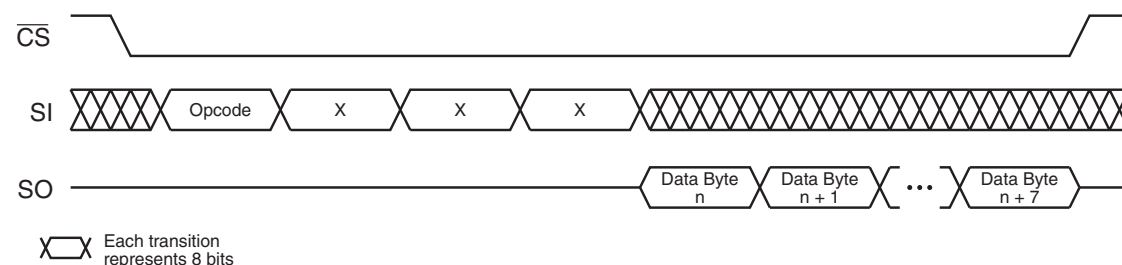 CS
SI
Opcode
X
X
X
SO
Data Byte
n
Data Byte
n + 1
•••
Data Byte
n + 7
Each transition
represents 8 bits